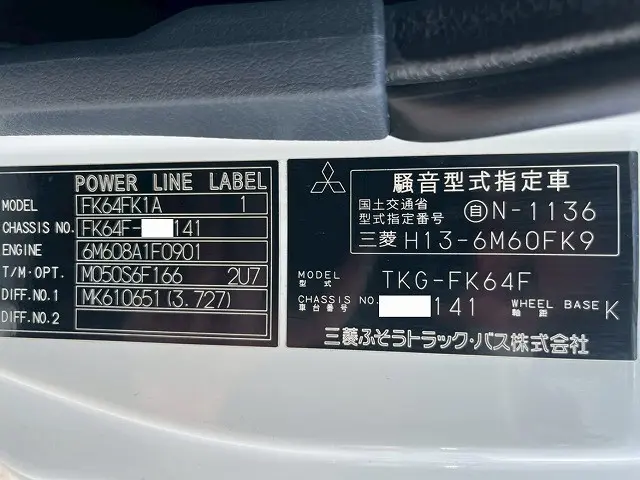 POWER LINE LABEL
MODEL FK64FK1A 1
CHASSIS NO. FK64F- 141
ENGINE 6M608A1F0901
T/M-OPT. M050S6F166 2U7
DIFF.NO.1 MK610651(3.727)
DIFF.NO.2
騒音型式指定車
国土交通省
型式指定番号 自N-1136
三菱 H13-6M60FK9
MODEL
型式 TKG-FK64F
CHASSIS NO.
車台番号 141
WHEEL BASE
軸距 K
三菱ふそうトラック・バス株式会社